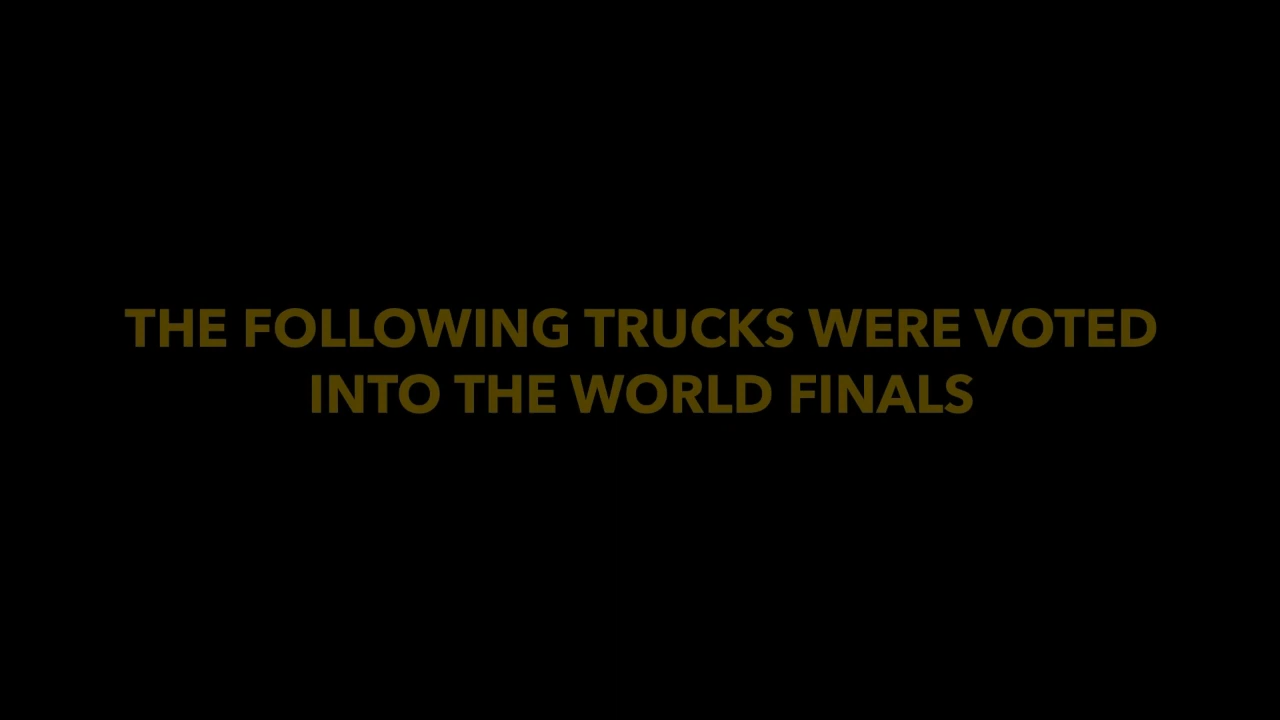 THE FOLLOWING TRUCKS WERE VOTED
INTO THE WORLD FINALS